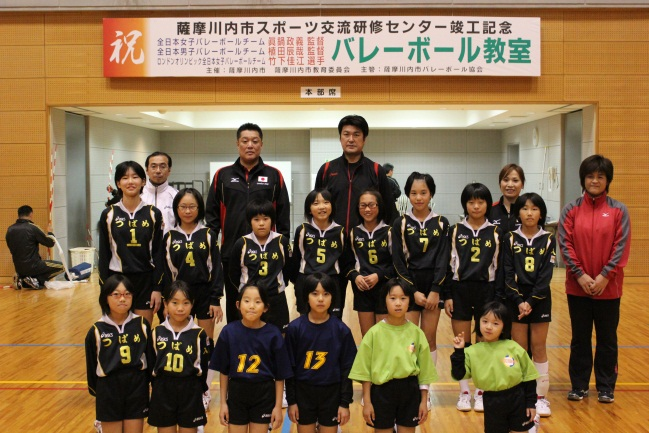 祝
薩摩川内市スポーツ交流研修センター竣工記念
全日本女子バレーボールチーム 眞鍋政義 監督
全日本男子バレーボールチーム 植田辰哉 監督
ロンドンオリンピック全日本女子バレーボールチーム 竹下佳江 選手
バレーボール教室
主催:薩摩川内市 薩摩川内市教育委員会 主管:薩摩川内市バレーボール協会
本部席
つばめ
1
つばめ
4
つばめ
3
つばめ
5
つばめ
6
つばめ
7
つばめ
2
つばめ
8
asics
つばめ
9
asics
つばめ
10
12
13